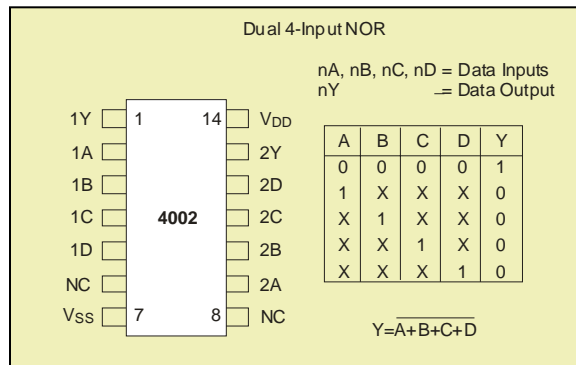 Dual 4-Input NOR
nA, nB, nC, nD = Data Inputs
nY = Data Output
1Y 1 14 VDD
1A 2Y
1B 2D
1C 4002 2C
1D 2B
NC 2A
VSS 7 8 NC
A B C D Y
0 0 0 0 1
1 X X X 0
X 1 X X 0
X X 1 X 0
X X X 1 0
Y=A+B+C+D